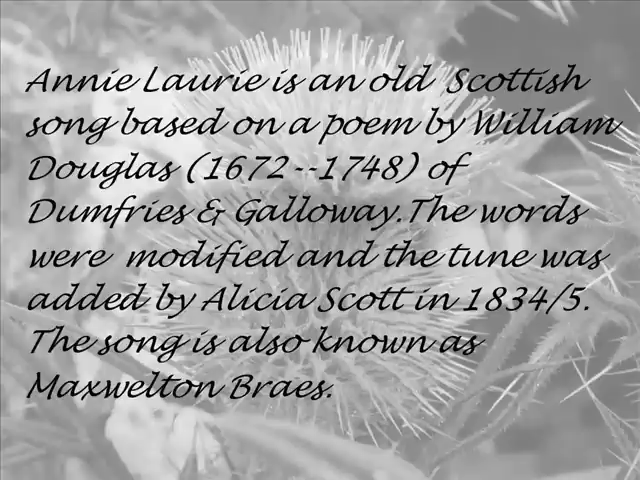 Annie Laurie is an old Scottish
song based on a poem by William
Douglas (1672--1748) of
Dumfries & Galloway.The words
were modified and the tune was
added by Alicia Scott in 1834/5.
The song is also known as
Maxwelton Braes.